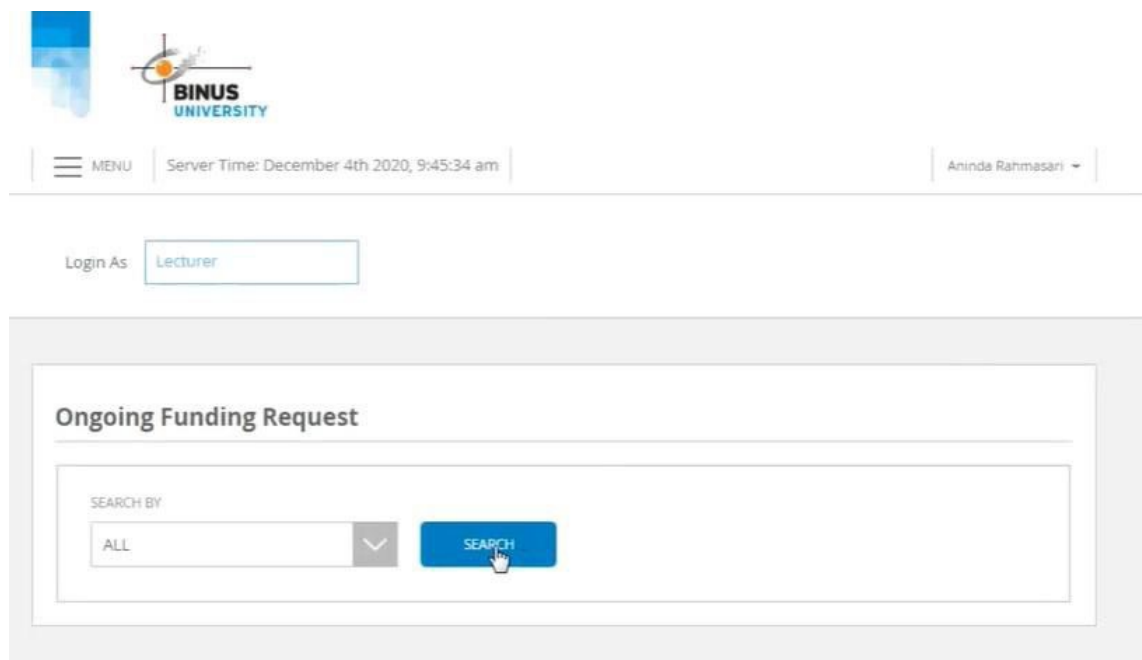 BINUS
UNIVERSITY
MENU Server Time: December 4th 2020, 9:45:34 am Aninda Rahmasari
Login As Lecturer
Ongoing Funding Request
SEARCH BY
ALL SEARCH